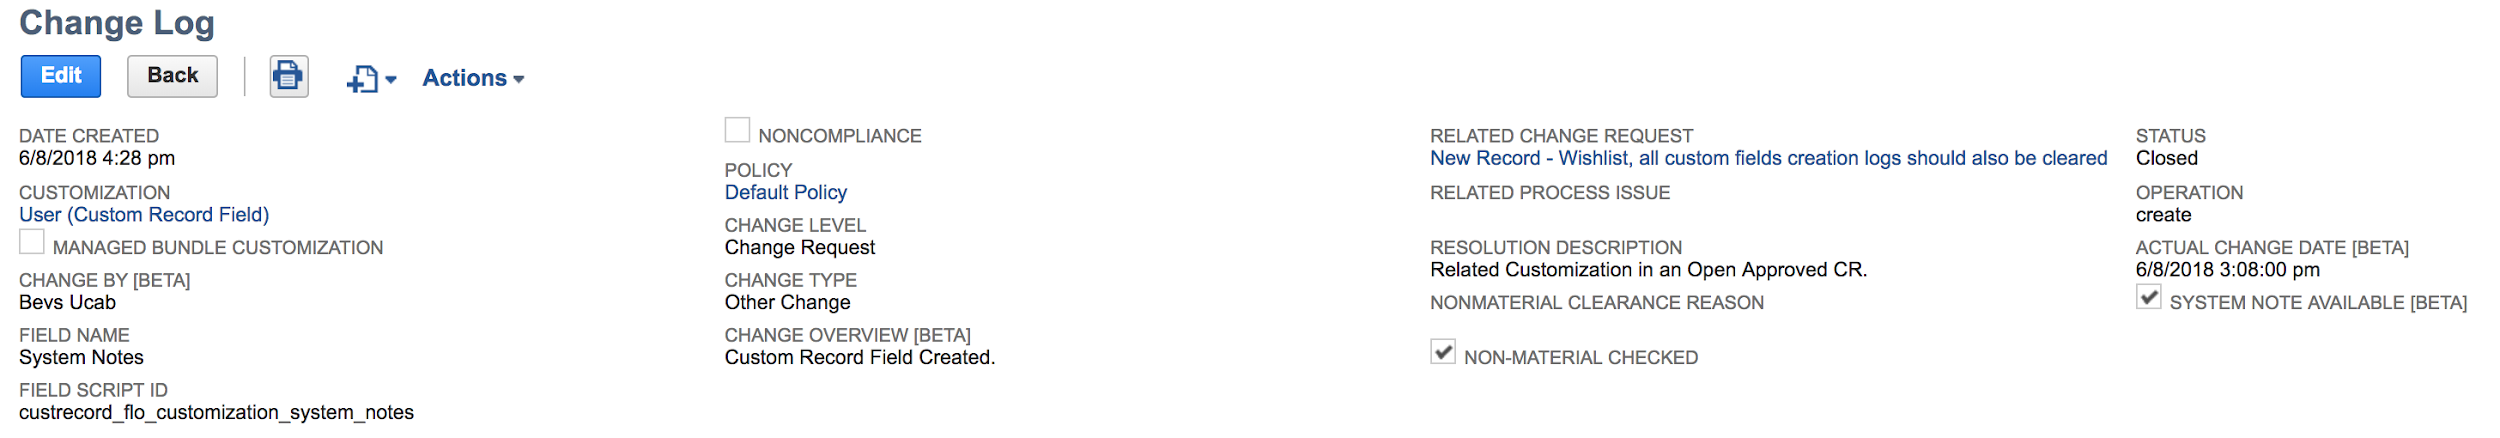 Change Log
Edit
Back
Actions
DATE CREATED
6/8/2018 4:28 pm
CUSTOMIZATION
User (Custom Record Field)
MANAGED BUNDLE CUSTOMIZATION
CHANGE BY [BETA]
Bevs Ucab
FIELD NAME
System Notes
FIELD SCRIPT ID
custrecord_flo_customization_system_notes
NONCOMPLIANCE
POLICY
Default Policy
CHANGE LEVEL
Change Request
CHANGE TYPE
Other Change
CHANGE OVERVIEW [BETA]
Custom Record Field Created.
RELATED CHANGE REQUEST
New Record - Wishlist, all custom fields creation logs should also be cleared
RELATED PROCESS ISSUE
RESOLUTION DESCRIPTION
Related Customization in an Open Approved CR.
NONMATERIAL CLEARANCE REASON
NON-MATERIAL CHECKED
STATUS
Closed
OPERATION
create
ACTUAL CHANGE DATE [BETA]
6/8/2018 3:08:00 pm
SYSTEM NOTE AVAILABLE [BETA]